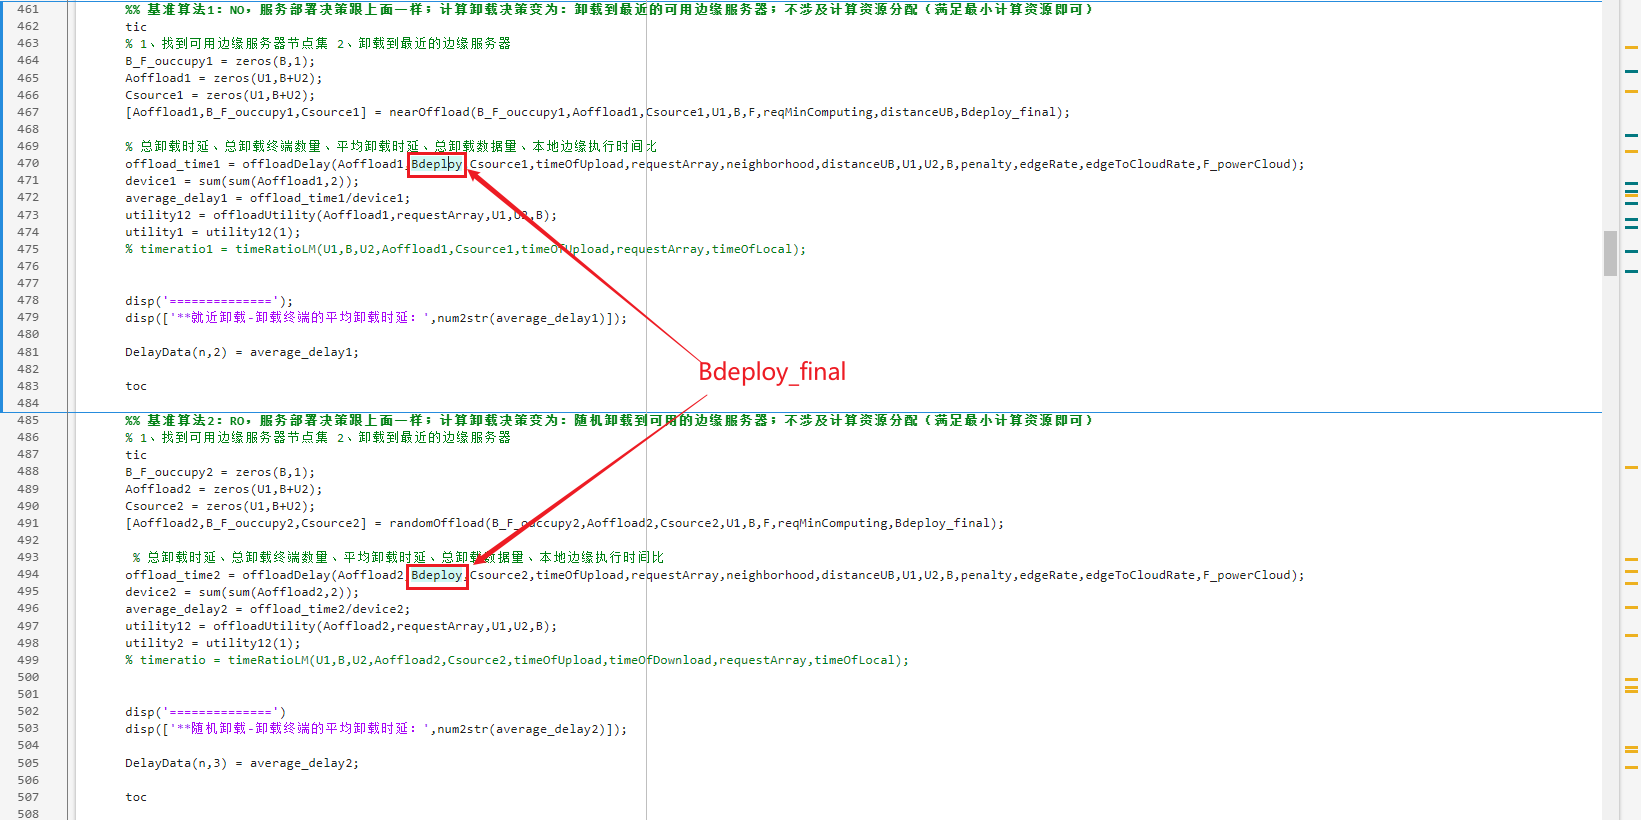 461 %% 基准算法1：NO，服务部署决策跟上面一样；计算卸载决策变为：卸载到最近的可用边缘服务器；不涉及计算资源分配（满足最小计算资源即可）
462 tic
463 % 1、找到可用边缘服务器节点集 2、卸载到最近的边缘服务器
464 B_F_ouccupy1 = zeros(B,1);
465 Aoffload1 = zeros(U1,B+U2);
466 Csource1 = zeros(U1,B+U2);
467 [Aoffload1,B_F_ouccupy1,Csource1] = nearOffload(B_F_ouccupy1,Aoffload1,Csource1,U1,B,F,reqMinComputing,distanceUB,Bdeploy_final);
468
469 % 总卸载时延、总卸载终端数量、平均卸载时延、总卸载数据量、本地边缘执行时间比
470 offload_time1 = offloadDelay(Aoffload1,Bdeploy,Csource1,timeOfUpload,requestArray,neighborhood,distanceUB,U1,U2,B,penalty,edgeRate,edgeToCloudRate,F_powerCloud);
471 device1 = sum(sum(Aoffload1,2));
472 average_delay1 = offload_time1/device1;
473 utility12 = offloadUtility(Aoffload1,requestArray,U1,U2,B);
474 utility1 = utility12(1);
475 % timeratio1 = timeRatioLM(U1,B,U2,Aoffload1,Csource1,timeOfUpload,requestArray,timeOfLocal);
476
477
478 disp('==============');
479 disp(['**就近卸载-卸载终端的平均卸载时延：',num2str(average_delay1)]);
480
481 DelayData(n,2) = average_delay1;
482
Bdeploy_final
483 toc
484
485 %% 基准算法2：RO，服务部署决策跟上面一样；计算卸载决策变为：随机卸载到可用的边缘服务器；不涉及计算资源分配（满足最小计算资源即可）
486 % 1、找到可用边缘服务器节点集 2、卸载到最近的边缘服务器
487 tic
488 B_F_ouccupy2 = zeros(B,1);
489 Aoffload2 = zeros(U1,B+U2);
490 Csource2 = zeros(U1,B+U2);
491 [Aoffload2,B_F_ouccupy2,Csource2] = randomOffload(B_F_ouccupy2,Aoffload2,Csource2,U1,B,F,reqMinComputing,Bdeploy_final);
492
493 % 总卸载时延、总卸载终端数量、平均卸载时延、总卸载数据量、本地边缘执行时间比
494 offload_time2 = offloadDelay(Aoffload2,Bdeploy,Csource2,timeOfUpload,requestArray,neighborhood,distanceUB,U1,U2,B,penalty,edgeRate,edgeToCloudRate,F_powerCloud);
495 device2 = sum(sum(Aoffload2,2));
496 average_delay2 = offload_time2/device2;
497 utility12 = offloadUtility(Aoffload2,requestArray,U1,U2,B);
498 utility2 = utility12(1);
499 % timeratio = timeRatioLM(U1,B,U2,Aoffload2,Csource2,timeOfUpload,timeOfDownload,requestArray,timeOfLocal);
500
501
502 disp('==============')
503 disp(['**随机卸载-卸载终端的平均卸载时延：',num2str(average_delay2)]);
504
505 DelayData(n,3) = average_delay2;
506
507 toc
508